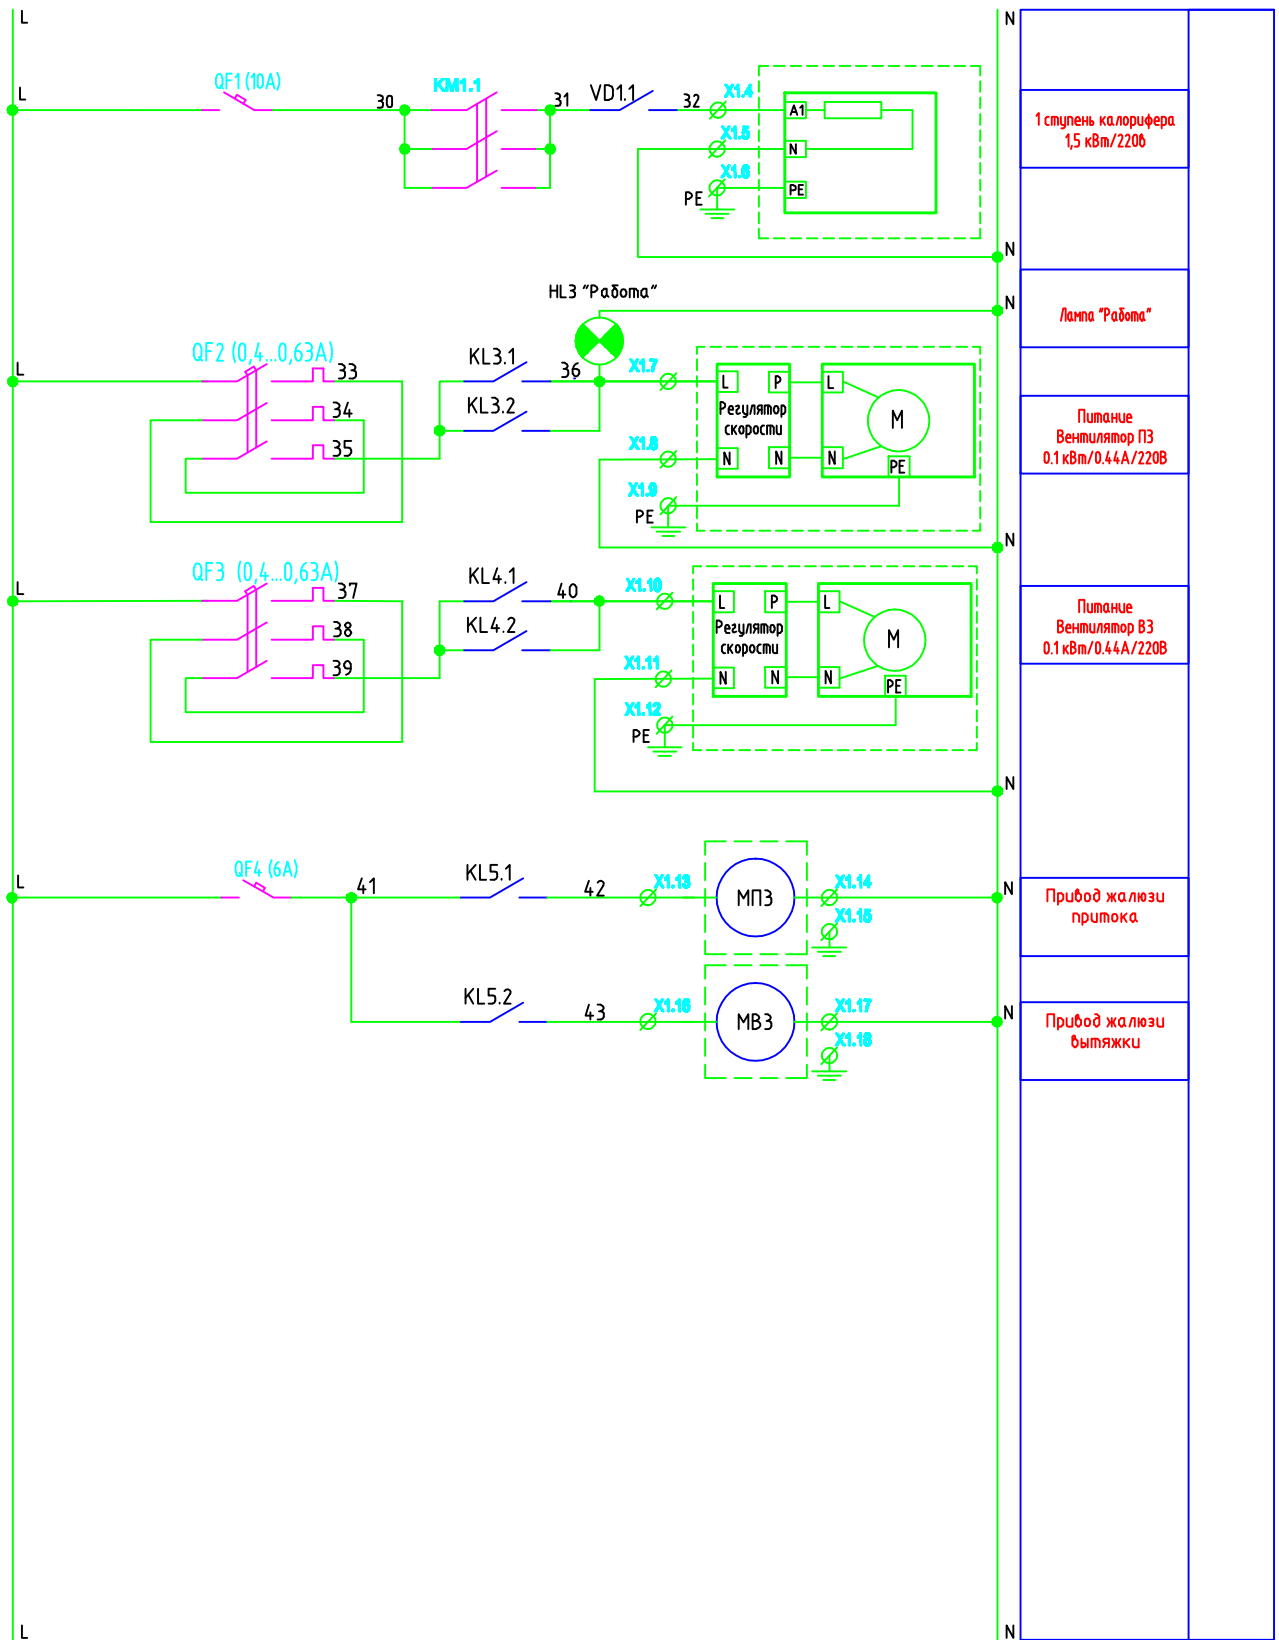 L
N
QF1 (10A)
KM1.1
L
30
31
VD1.1
32
X1.4
A1
1 ступень калорифера
1,5 кВт/220в
X1.5
N
X1.6
PE
PE
N
HL3 "Работа"
N
Лампа "Работа"
QF2 (0,4...0,63А)
KL3.1
L
33
36
X1.7
L
P
L
KL3.2
34
Регулятор
скорости
M
Питание
Вентилятор П3
0.1 кВт/0.44А/220В
35
X1.8
N
N
N
PE
X1.9
PE
N
QF3 (0,4...0,63А)
KL4.1
L
37
40
X1.10
L
P
L
KL4.2
38
Регулятор
скорости
M
Питание
Вентилятор В3
0.1 кВт/0.44А/220В
39
X1.11
N
N
N
PE
X1.12
PE
N
QF4 (6А)
KL5.1
L
41
42
X1.13
МП3
X1.14
N
Привод жалюзи
притока
X1.15
KL5.2
43
X1.16
МВ3
X1.17
N
Привод жалюзи
вытяжки
X1.18
L
N